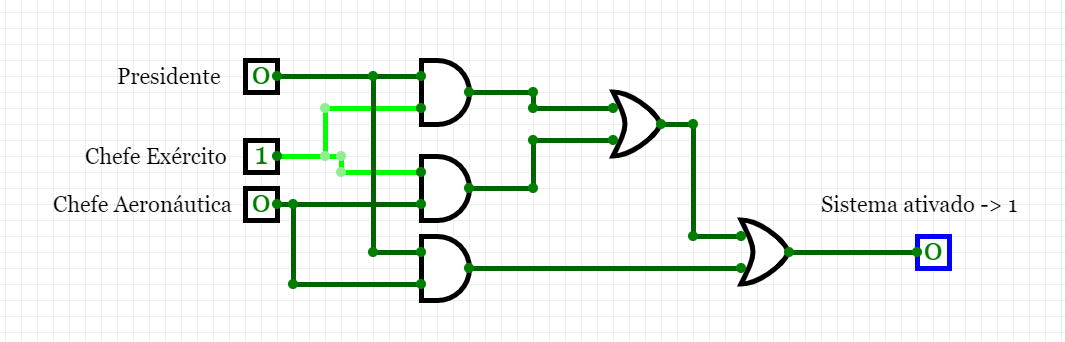 Presidente 0
Chefe Exército 1
Chefe Aeronáutica 0
Sistema ativado -> 1
0